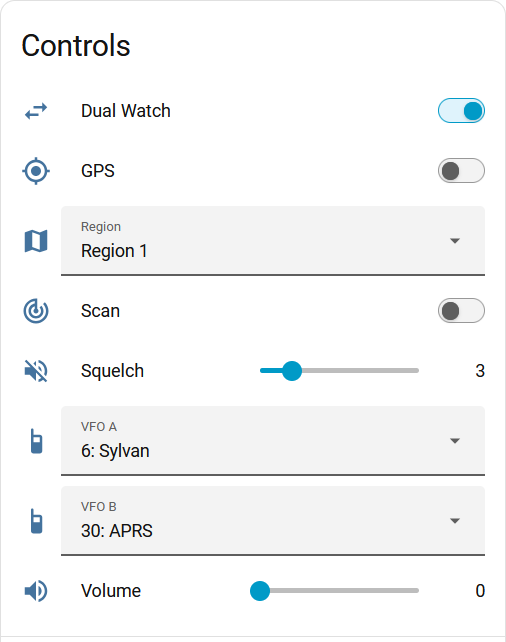 Controls
Dual Watch
GPS
Region
Region 1
Scan
Squelch 3
VFO A
6: Sylvan
VFO B
30: APRS
Volume 0